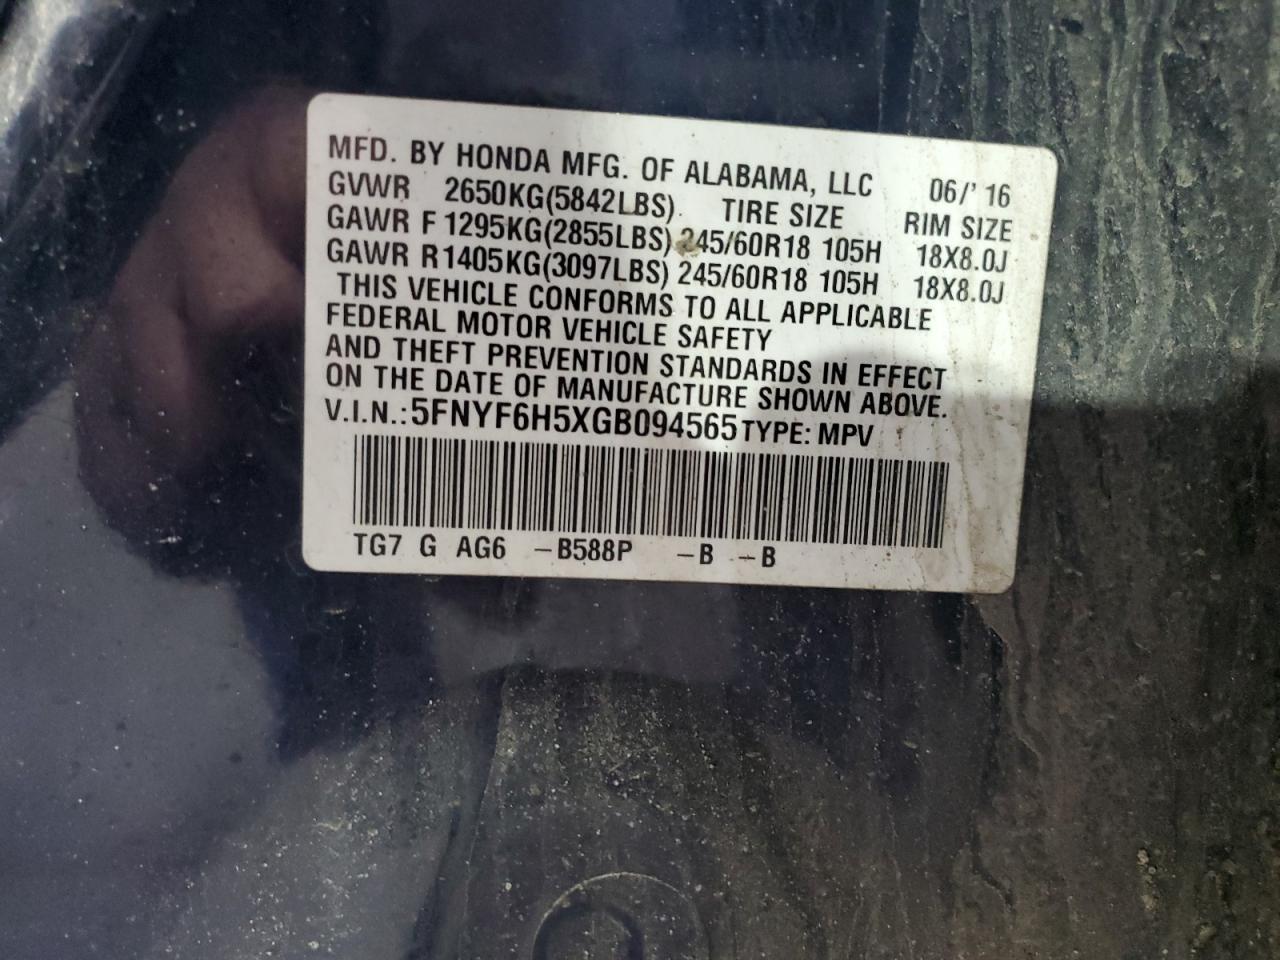 MFD. BY HONDA MFG. OF ALABAMA, LLC 06/'16
GVWR 2650KG(5842LBS) TIRE SIZE RIM SIZE
GAWR F 1295KG(2855LBS) 245/60R18 105H 18X8.0J
GAWR R1405KG(3097LBS) 245/60R18 105H 18X8.0J
THIS VEHICLE CONFORMS TO ALL APPLICABLE
FEDERAL MOTOR VEHICLE SAFETY
AND THEFT PREVENTION STANDARDS IN EFFECT
ON THE DATE OF MANUFACTURE SHOWN ABOVE.
V.I.N.:5FNYF6H5XGB094565 TYPE: MPV
TG7 G AG6 -B588P -B -B